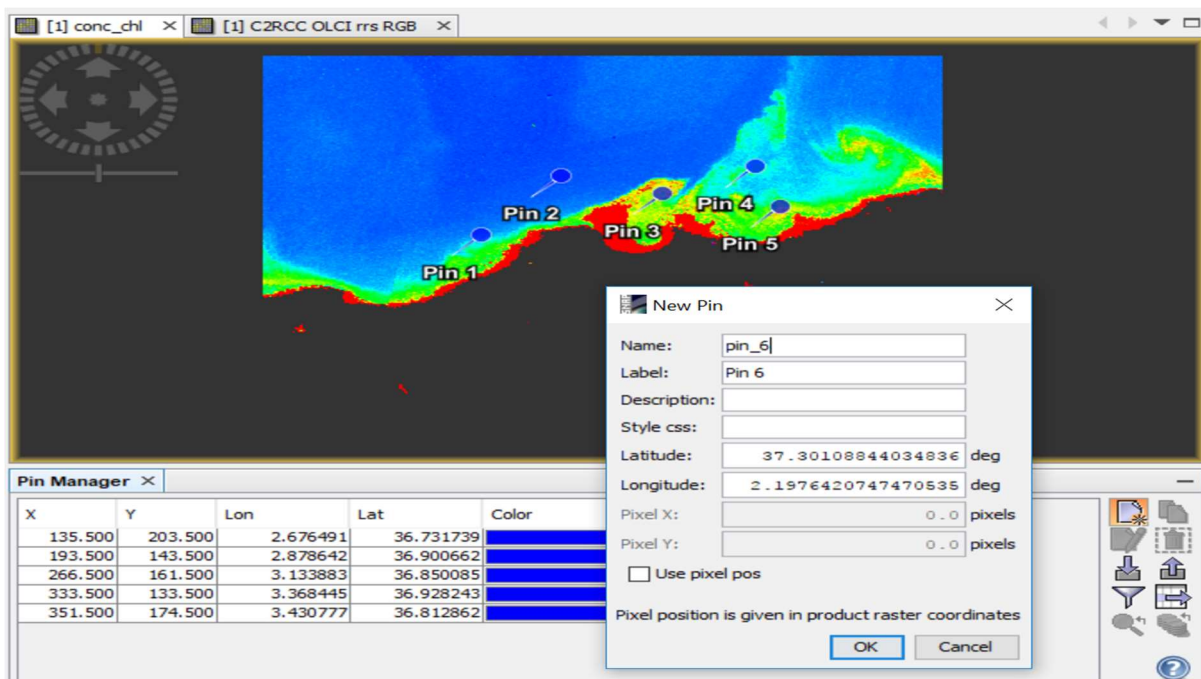 [1] conc_chl × [1] C2RCC OLCI rrs RGB ×
Pin 2
Pin 4
Pin 3
Pin 5
Pin 1
New Pin
Name: pin_6
Label: Pin 6
Description:
Style css:
Latitude: 37.30108844034836 deg
Longitude: 2.1976420747470535 deg
Pixel X: 0.0 pixels
Pixel Y: 0.0 pixels
Use pixel pos
Pixel position is given in product raster coordinates
OK Cancel
Pin Manager ×
X Y Lon Lat Color
135.500 203.500 2.676491 36.731739
193.500 143.500 2.878642 36.900662
266.500 161.500 3.133883 36.850085
333.500 133.500 3.368445 36.928243
351.500 174.500 3.430777 36.812862